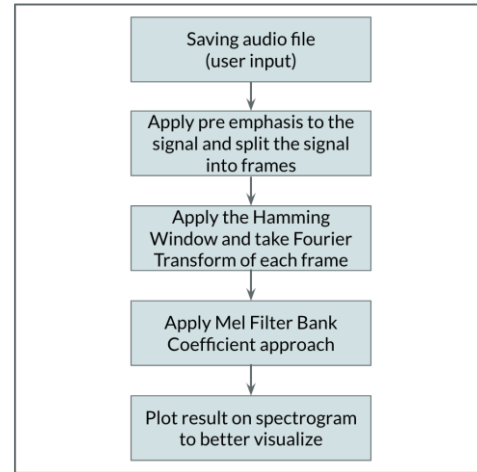 Saving audio file
(user input)
Apply pre emphasis to the
signal and split the signal
into frames
Apply the Hamming
Window and take Fourier
Transform of each frame
Apply Mel Filter Bank
Coefficient approach
Plot result on spectrogram
to better visualize